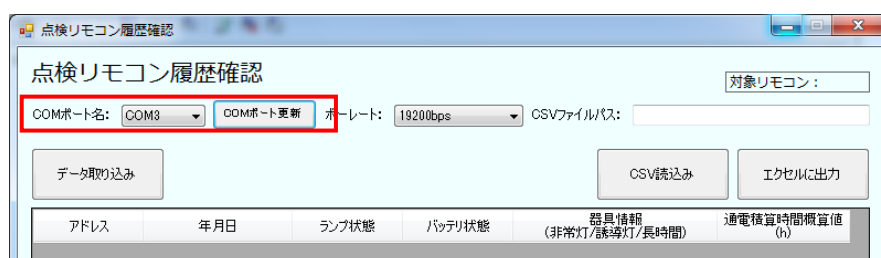 点検リモコン履歴確認
点検リモコン履歴確認
対象リモコン：
COMポート名: COM3 COMポート更新 ボーレート: 19200bps CSVファイルパス:
データ取り込み CSV読込み エクセルに出力
アドレス 年月日 ランプ状態 バッテリ状態 器具情報 通電積算時間概算値
(非常灯/誘導灯/長時間) (h)